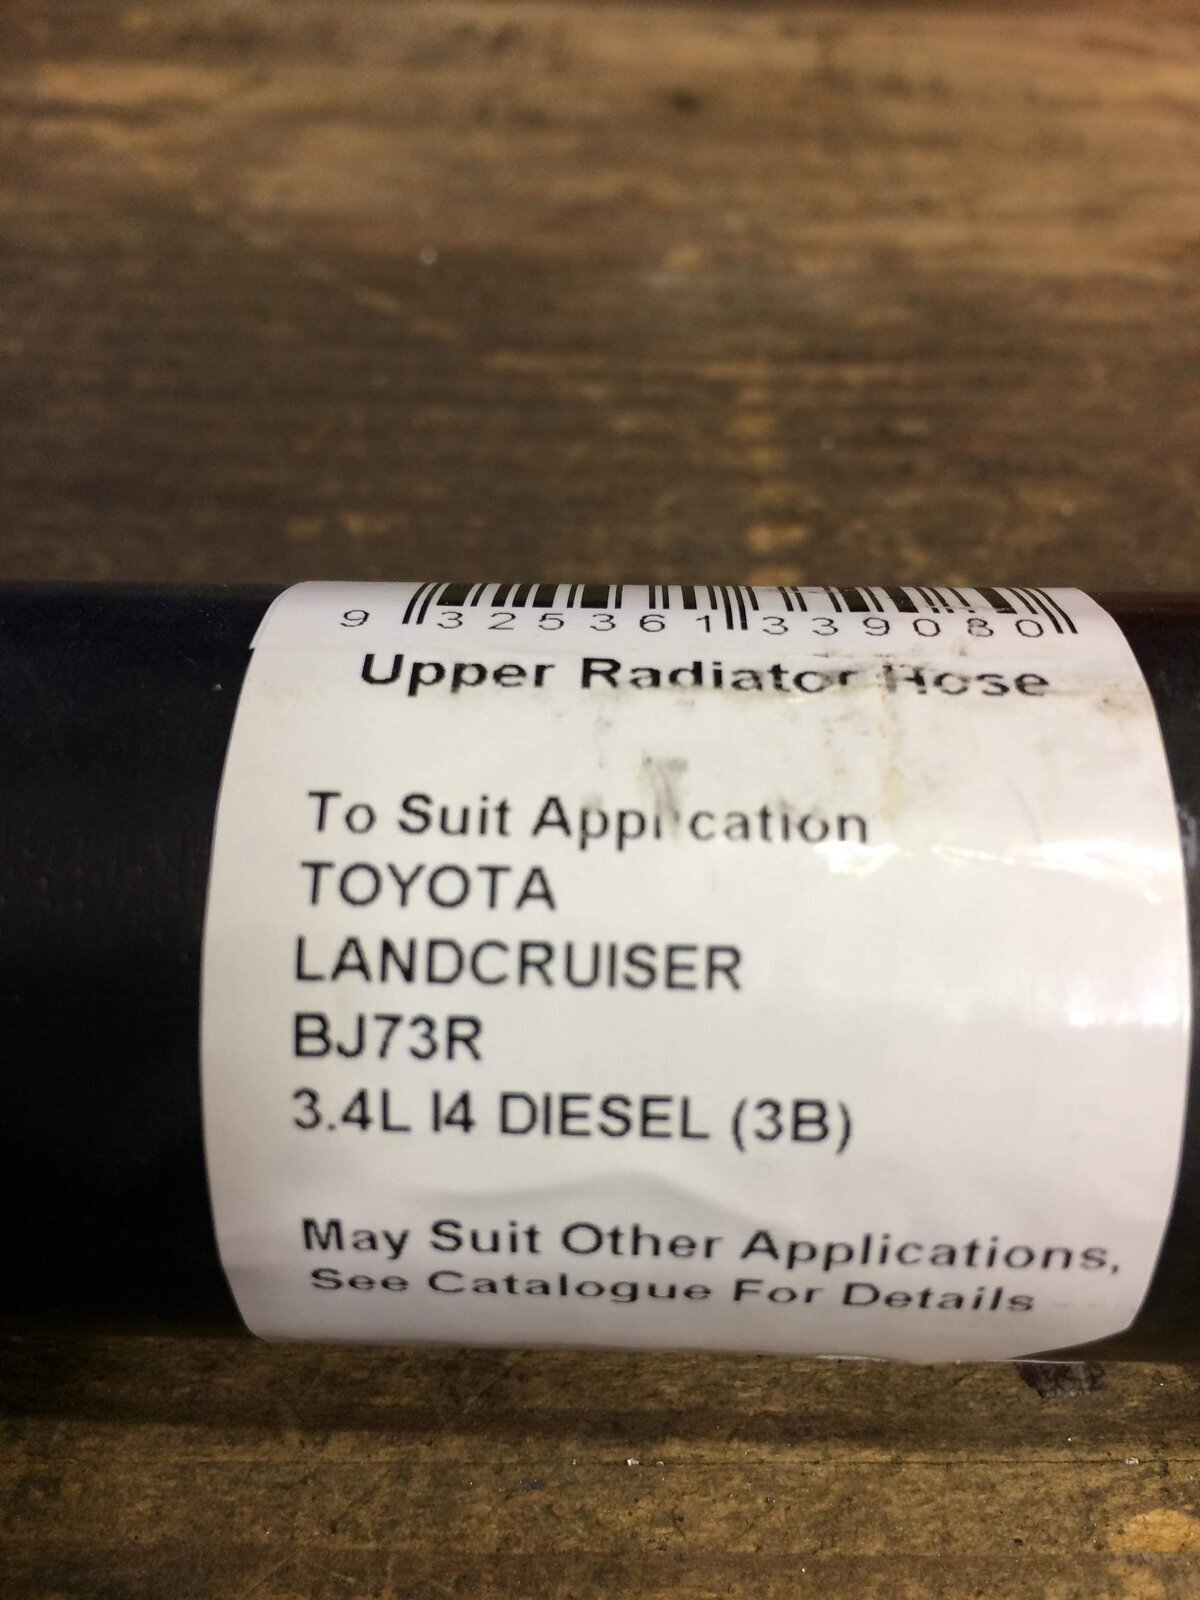 9 325361 339080
Upper Radiator Hose
To Suit Application
TOYOTA
LANDCRUISER
BJ73R
3.4L I4 DIESEL (3B)
May Suit Other Applications,
See Catalogue For Details